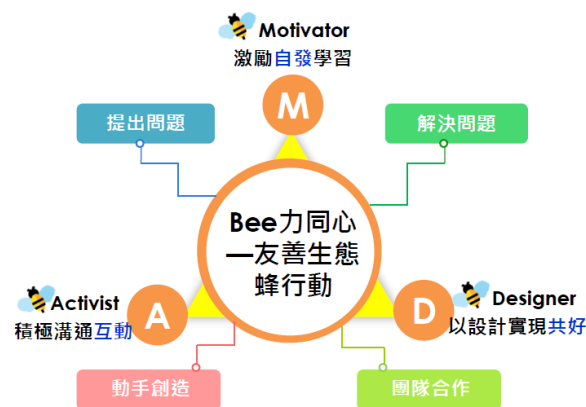 Motivator
激勵自發學習
M
提出問題
解決問題
Bee力同心
—友善生態
蜂行動
Activist
積極溝通互動
A
D
Designer
以設計實現共好
動手創造
團隊合作